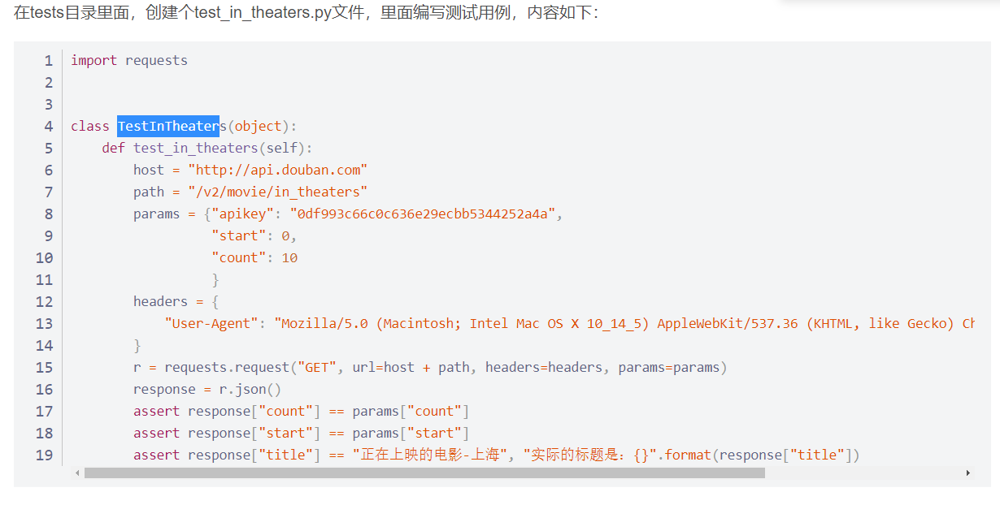 在tests目录里面，创建个test_in_theaters.py文件，里面编写测试用例，内容如下：
1 import requests
2
3
4 class TestInTheaters(object):
5     def test_in_theaters(self):
6         host = "http://api.douban.com"
7         path = "/v2/movie/in_theaters"
8         params = {"apikey": "0df993c66c0c636e29ecbb5344252a4a",
9                   "start": 0,
10                   "count": 10
11                   }
12         headers = {
13             "User-Agent": "Mozilla/5.0 (Macintosh; Intel Mac OS X 10_14_5) AppleWebKit/537.36 (KHTML, like Gecko) Ch
14         }
15         r = requests.request("GET", url=host + path, headers=headers, params=params)
16         response = r.json()
17         assert response["count"] == params["count"]
18         assert response["start"] == params["start"]
19         assert response["title"] == "正在上映的电影-上海", "实际的标题是：{}".format(response["title"])